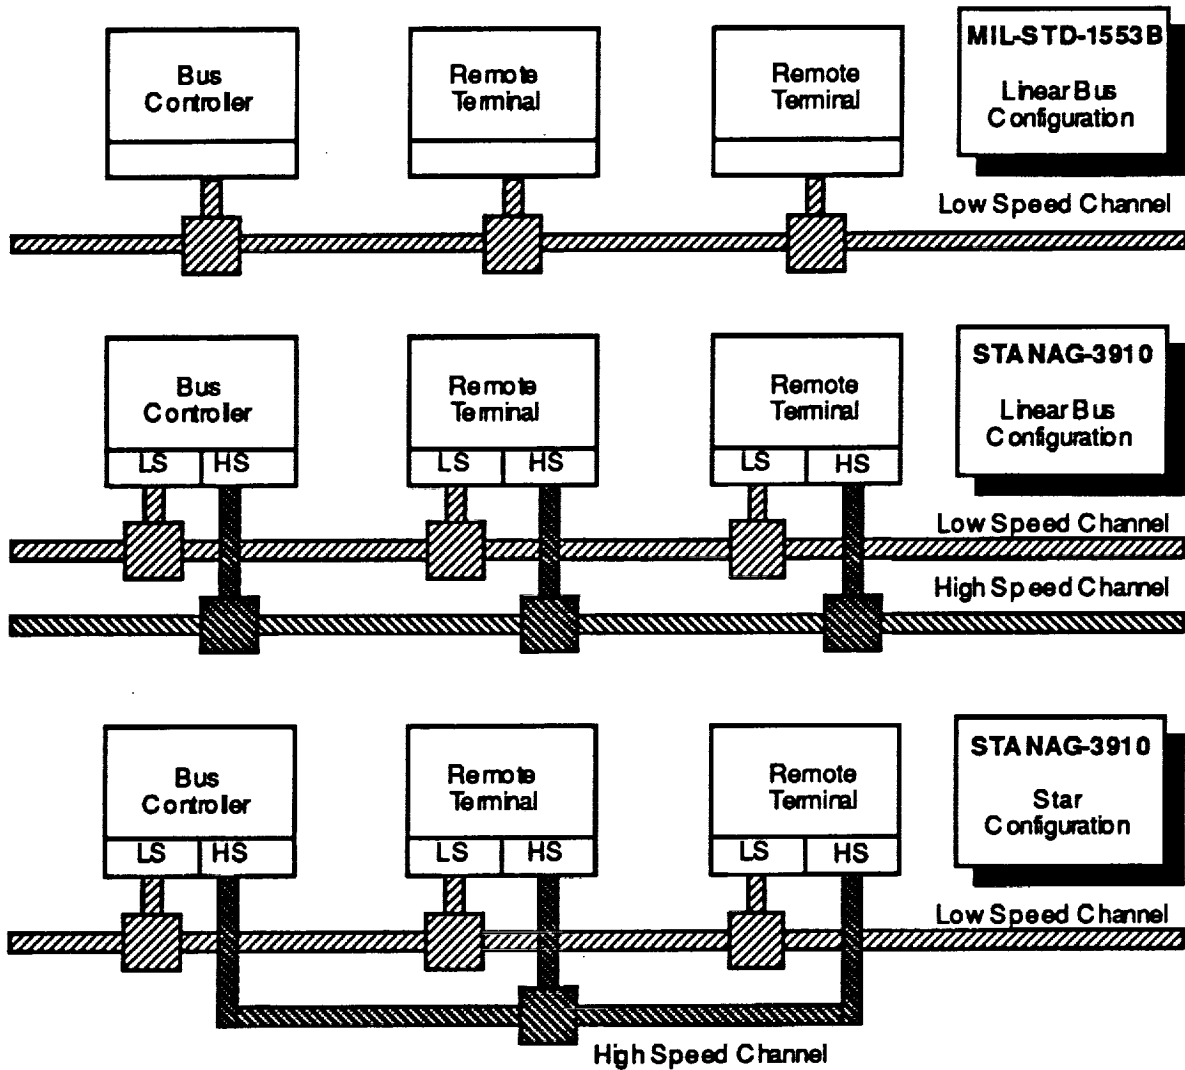 Bus
Controller
Remote
Terminal
Remote
Terminal
MIL-STD-1553B
Linear Bus
Configuration
Low Speed Channel
Bus
Controller
LS HS
Remote
Terminal
LS HS
Remote
Terminal
LS HS
STANAG-3910
Linear Bus
Configuration
Low Speed Channel
High Speed Channel
Bus
Controller
LS HS
Remote
Terminal
LS HS
Remote
Terminal
LS HS
STANAG-3910
Star
Configuration
Low Speed Channel
High Speed Channel